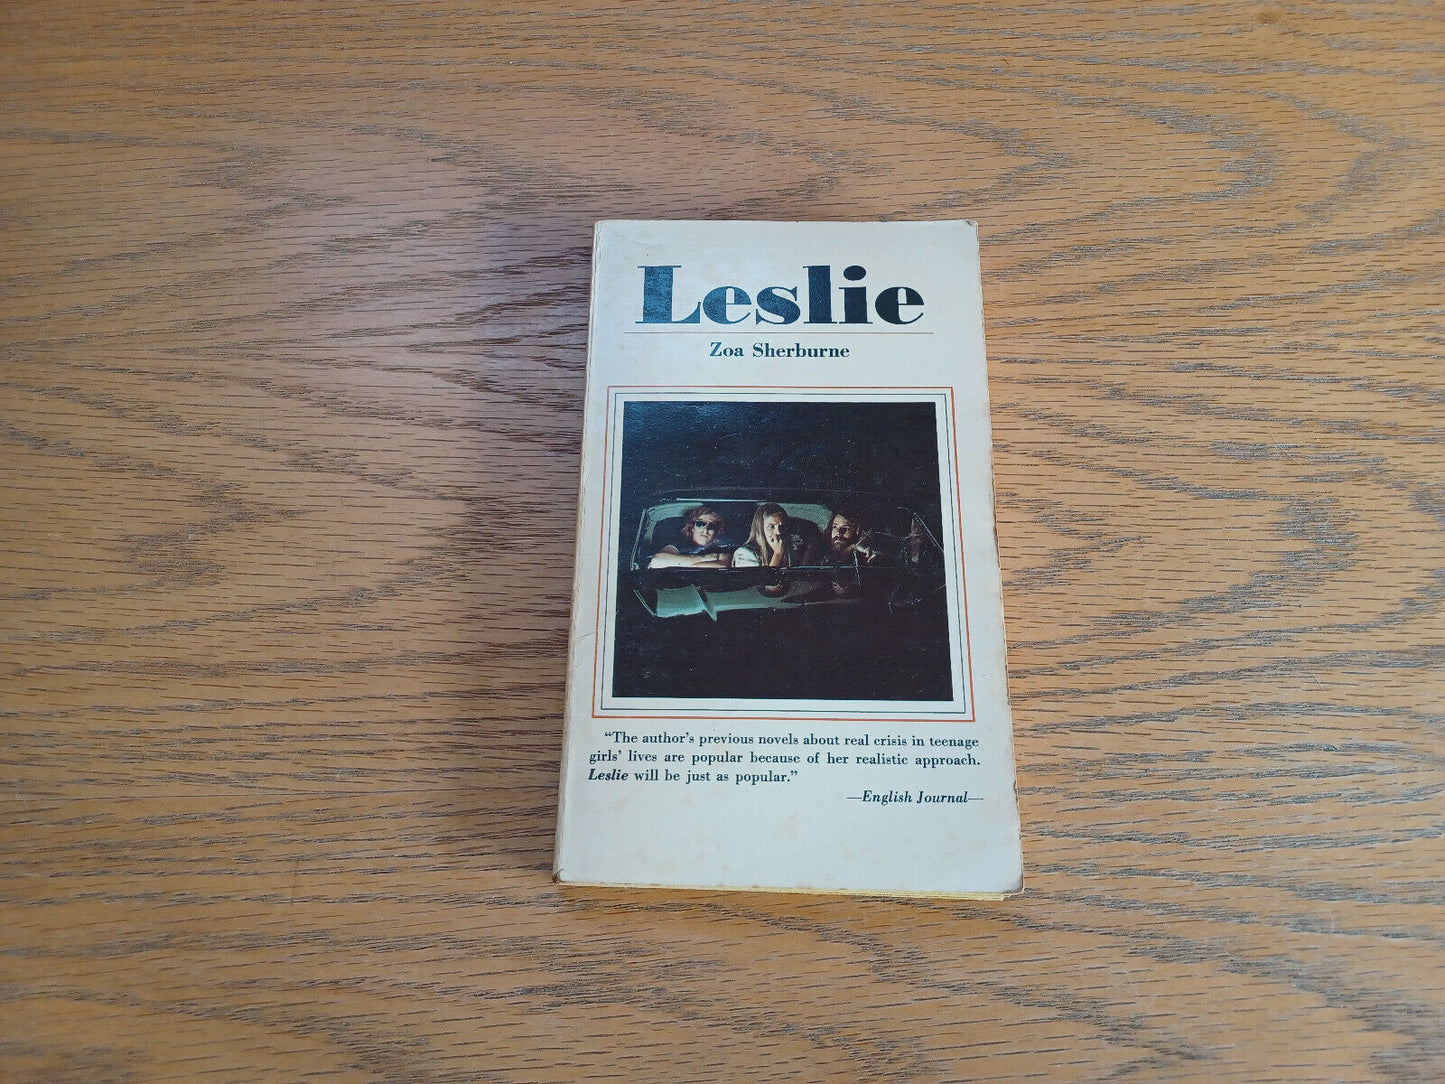 Leslie
Zoa Sherburne
“The author’s previous novels about real crisis in teenage
girls’ lives are popular because of her realistic approach.
Leslie will be just as popular.”
—English Journal—